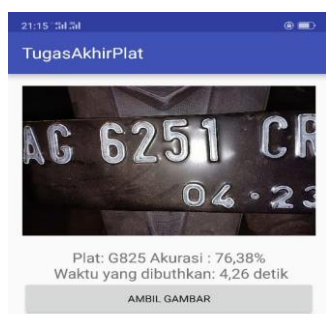 21:15
TugasAkhirPlat
AG 6251 CR
04·23
Plat: G825 Akurasi : 76,38%
Waktu yang dibuthkan: 4,26 detik
AMBIL GAMBAR